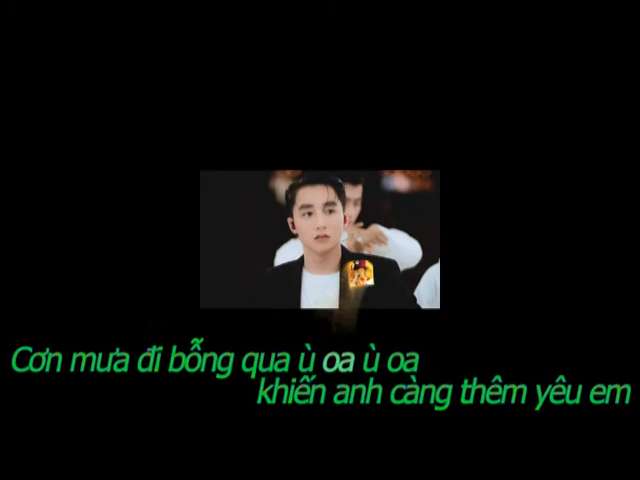 Cơn mưa đi bỗng qua ù oa ù oa
khiến anh càng thêm yêu em